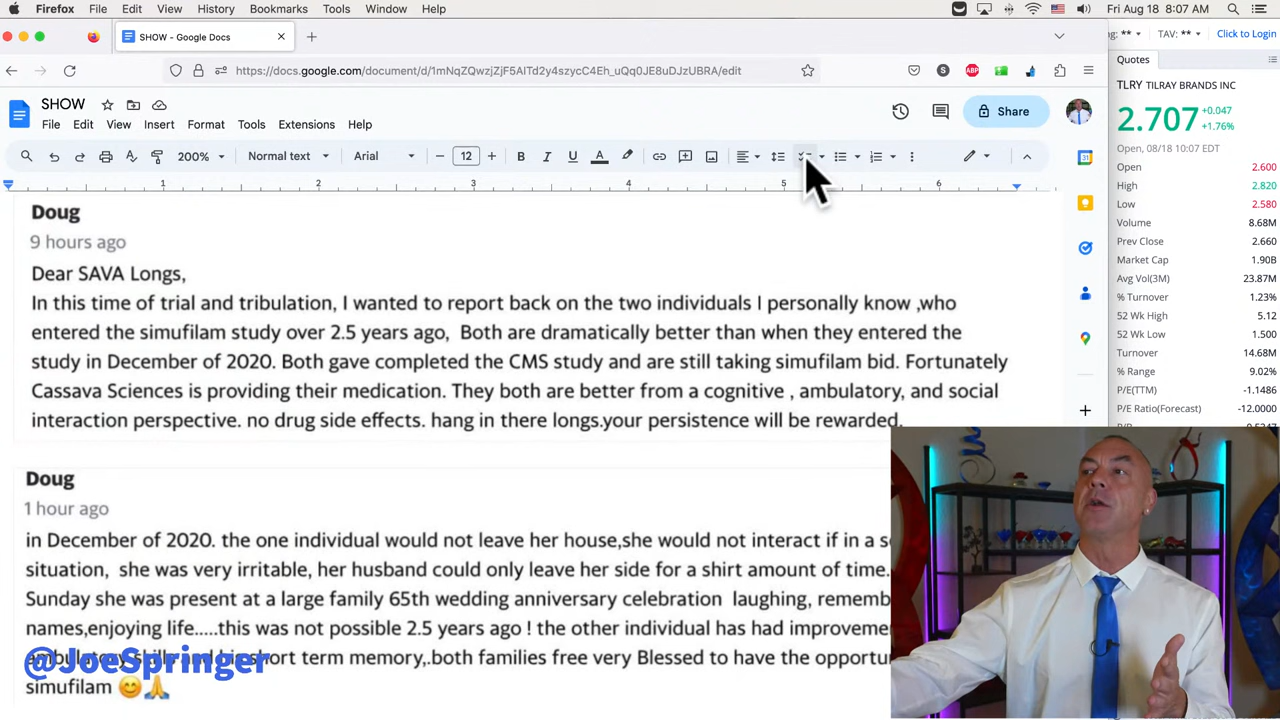 Firefox File Edit View History Bookmarks Tools Window Help Fri Aug 18 8:07 AM
SHOW - Google Docs
https://docs.google.com/document/d/1mNqZQwzjZjF5AITd2y4szycC4Eh_uQq0JE8uDJzUBRA/edit
SHOW
File Edit View Insert Format Tools Extensions Help
Share
200% Normal text Arial 12
1 2 3 4 5 6
Doug
9 hours ago
Dear SAVA Longs,
In this time of trial and tribulation, I wanted to report back on the two individuals I personally know ,who
entered the simufilam study over 2.5 years ago, Both are dramatically better than when they entered the
study in December of 2020. Both gave completed the CMS study and are still taking simufilam bid. Fortunately
Cassava Sciences is providing their medication. They both are better from a cognitive , ambulatory, and social
interaction perspective. no drug side effects. hang in there longs.your persistence will be rewarded.
Doug
1 hour ago
in December of 2020. the one individual would not leave her house,she would not interact if in a
situation, she was very irritable, her husband could only leave her side for a shirt amount of time.
Sunday she was present at a large family 65th wedding anniversary celebration laughing,
names,enjoying life.....this was not possible 2.5 years ago ! the other individual has had
short term memory,.both families free very Blessed to have the
simufilam 😊🙏
@JoeSpringer
TAV: ** Click to Login
Quotes
TLRY TILRAY BRANDS INC
2.707 +0.047
+1.76%
Open, 08/18 10:07 EDT
Open 2.600
High 2.820
Low 2.580
Volume 8.68M
Prev Close 2.660
Market Cap 1.90B
Avg Vol(3M) 23.87M
% Turnover 1.23%
52 Wk High 5.12
52 Wk Low 1.500
Turnover 14.68M
% Range 9.02%
P/E(TTM) -1.1486
P/E Ratio(Forecast) -12.0000